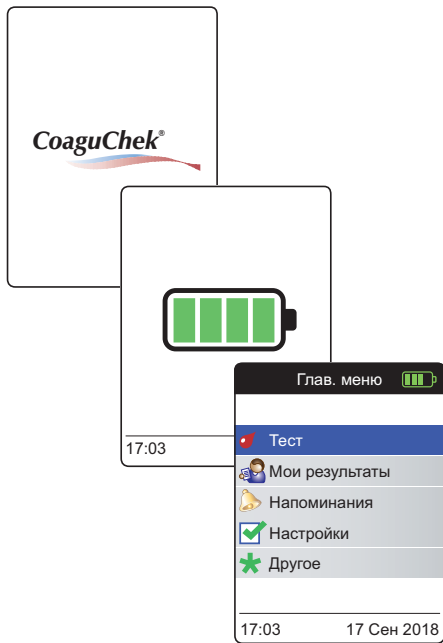 CoaguChek®
17:03
Глав. меню
Тест
Мои результаты
Напоминания
Настройки
Другое
17:03 17 Сен 2018